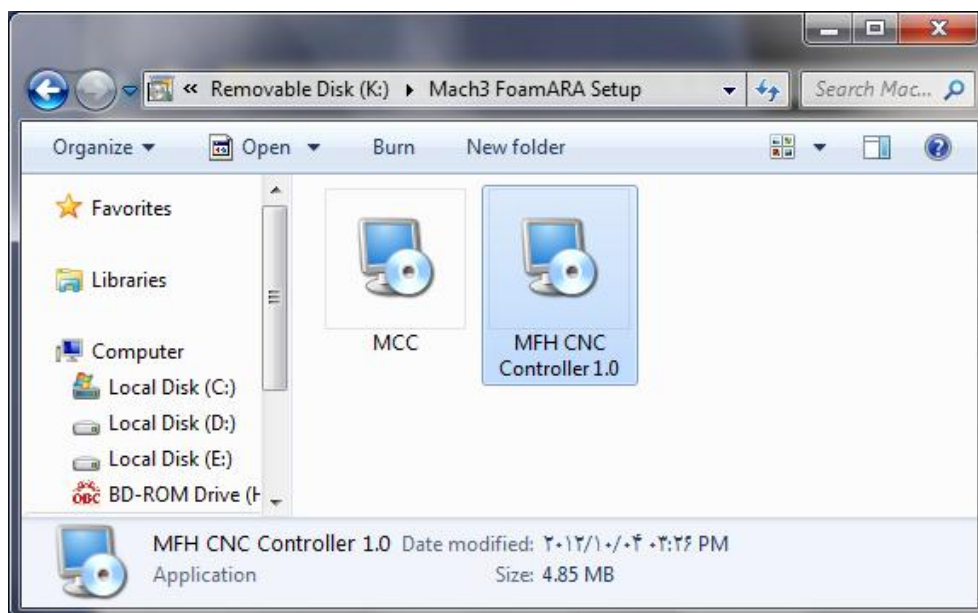 « Removable Disk (K:) ▸ Mach3 FoamARA Setup
Search Mac...
Organize Open Burn New folder
Favorites
Libraries
Computer
Local Disk (C:)
Local Disk (D:)
Local Disk (E:)
BD-ROM Drive (H
MCC
MFH CNC
Controller 1.0
MFH CNC Controller 1.0 Date modified: ۲۰۱۲/۱۰/۰۴ ۰۳:۲۶ PM
Application Size: 4.85 MB